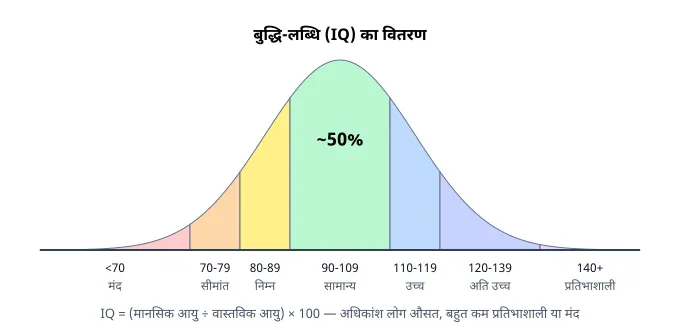 बुद्धि-लब्धि (IQ) का वितरण
~50%
<70 70-79 80-89 90-109 110-119 120-139 140+
मंद सीमांत निम्न सामान्य उच्च अति उच्च प्रतिभाशाली
IQ = (मानसिक आयु ÷ वास्तविक आयु) × 100 — अधिकांश लोग औसत, बहुत कम प्रतिभाशाली या मंद